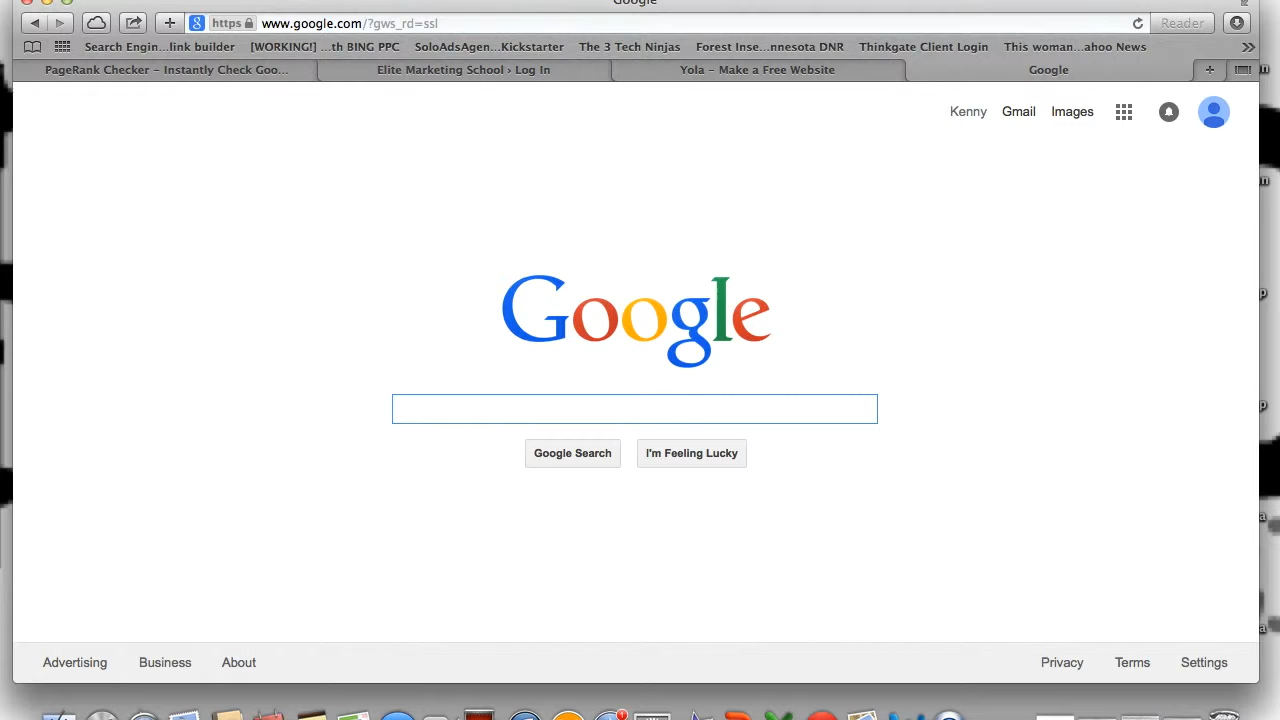 Google
https www.google.com/?gws_rd=ssl Reader
Search Engin...link builder [WORKING!] ...th BING PPC SoloAdsAgen...Kickstarter The 3 Tech Ninjas Forest Inse...nnesota DNR Thinkgate Client Login This woman...ahoo News
PageRank Checker – Instantly Check Goo... Elite Marketing School › Log In Yola – Make a Free Website Google
Kenny Gmail Images
Google
Google Search I'm Feeling Lucky
Advertising Business About Privacy Terms Settings